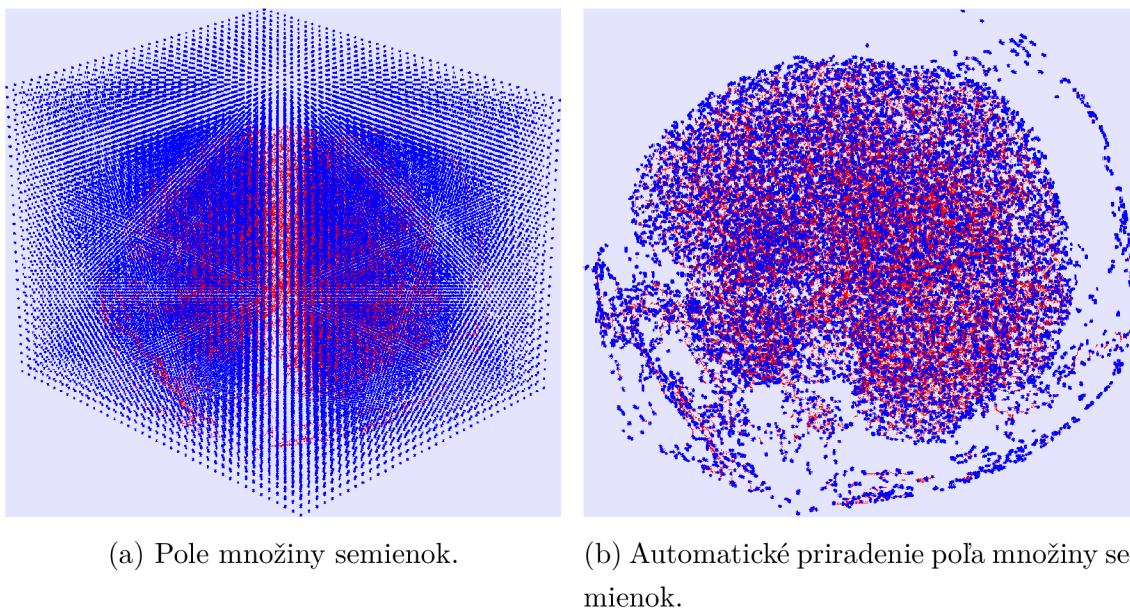 (a) Pole množiny semienok.
(b) Automatické priradenie poľa množiny se
mienok.